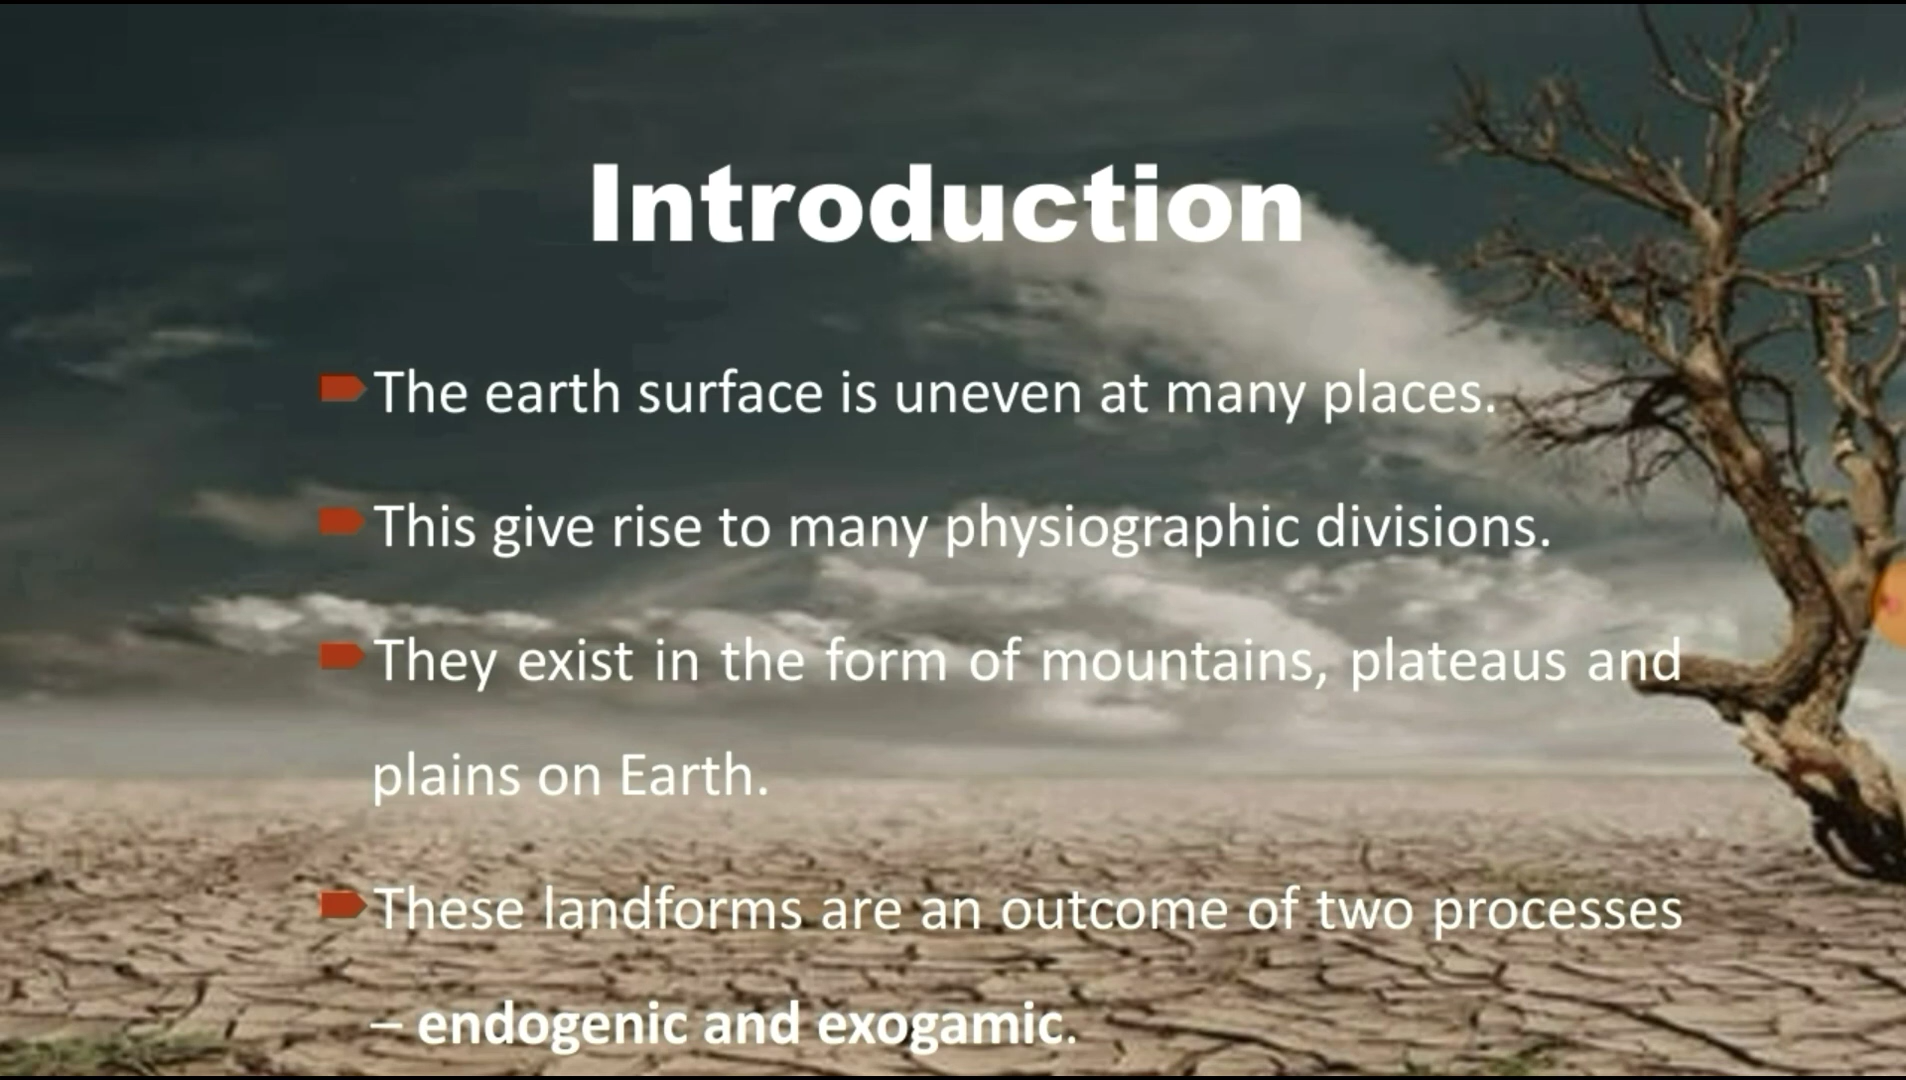 Introduction
The earth surface is uneven at many places.
This give rise to many physiographic divisions.
They exist in the form of mountains, plateaus and
plains on Earth.
These landforms are an outcome of two processes
– endogenic and exogamic.